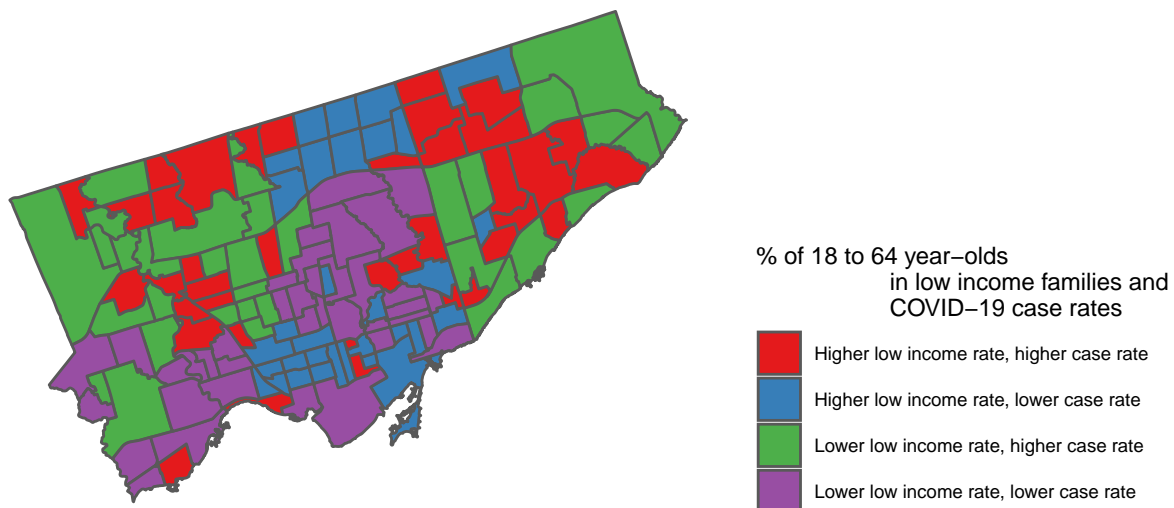 % of 18 to 64 year−olds
in low income families and
COVID−19 case rates
Higher low income rate, higher case rate
Higher low income rate, lower case rate
Lower low income rate, higher case rate
Lower low income rate, lower case rate